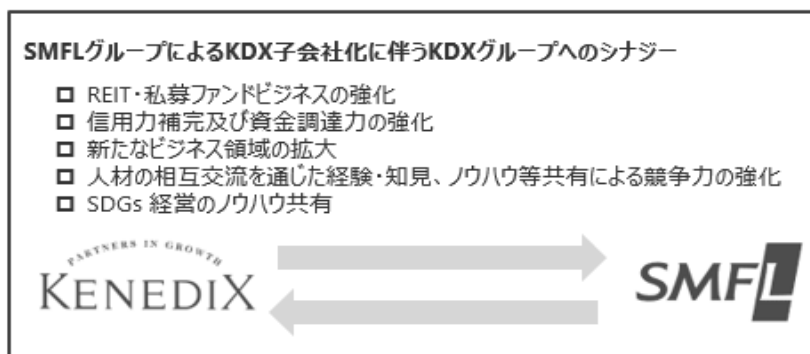 SMFLグループによるKDX子会社化に伴うKDXグループへのシナジー
REIT・私募ファンドビジネスの強化
信用力補完及び資金調達力の強化
新たなビジネス領域の拡大
人材の相互交流を通じた経験・知見、ノウハウ等共有による競争力の強化
SDGs 経営のノウハウ共有
PARTNERS IN GROWTH
KENEDIX
SMFL